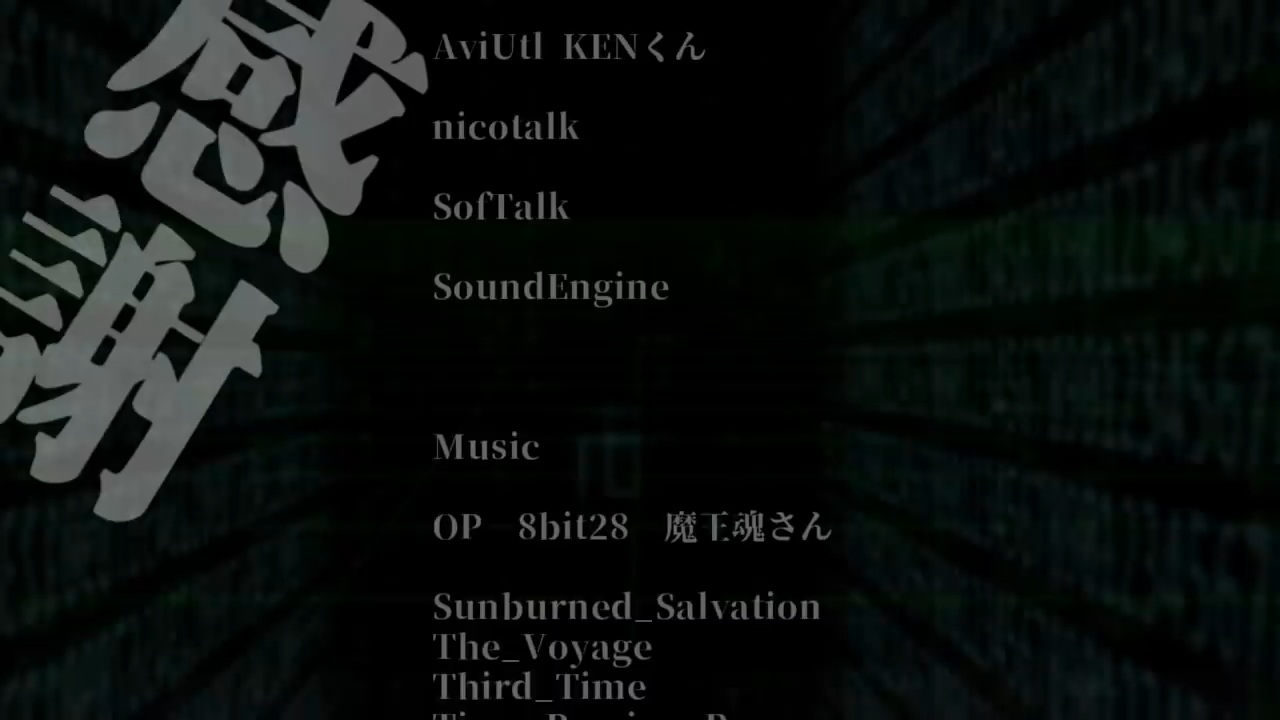 感謝
AviUtl KENくん
nicotalk
SofTalk
SoundEngine
Music
OP　8bit28　魔王魂さん
Sunburned_Salvation
The_Voyage
Third_Time